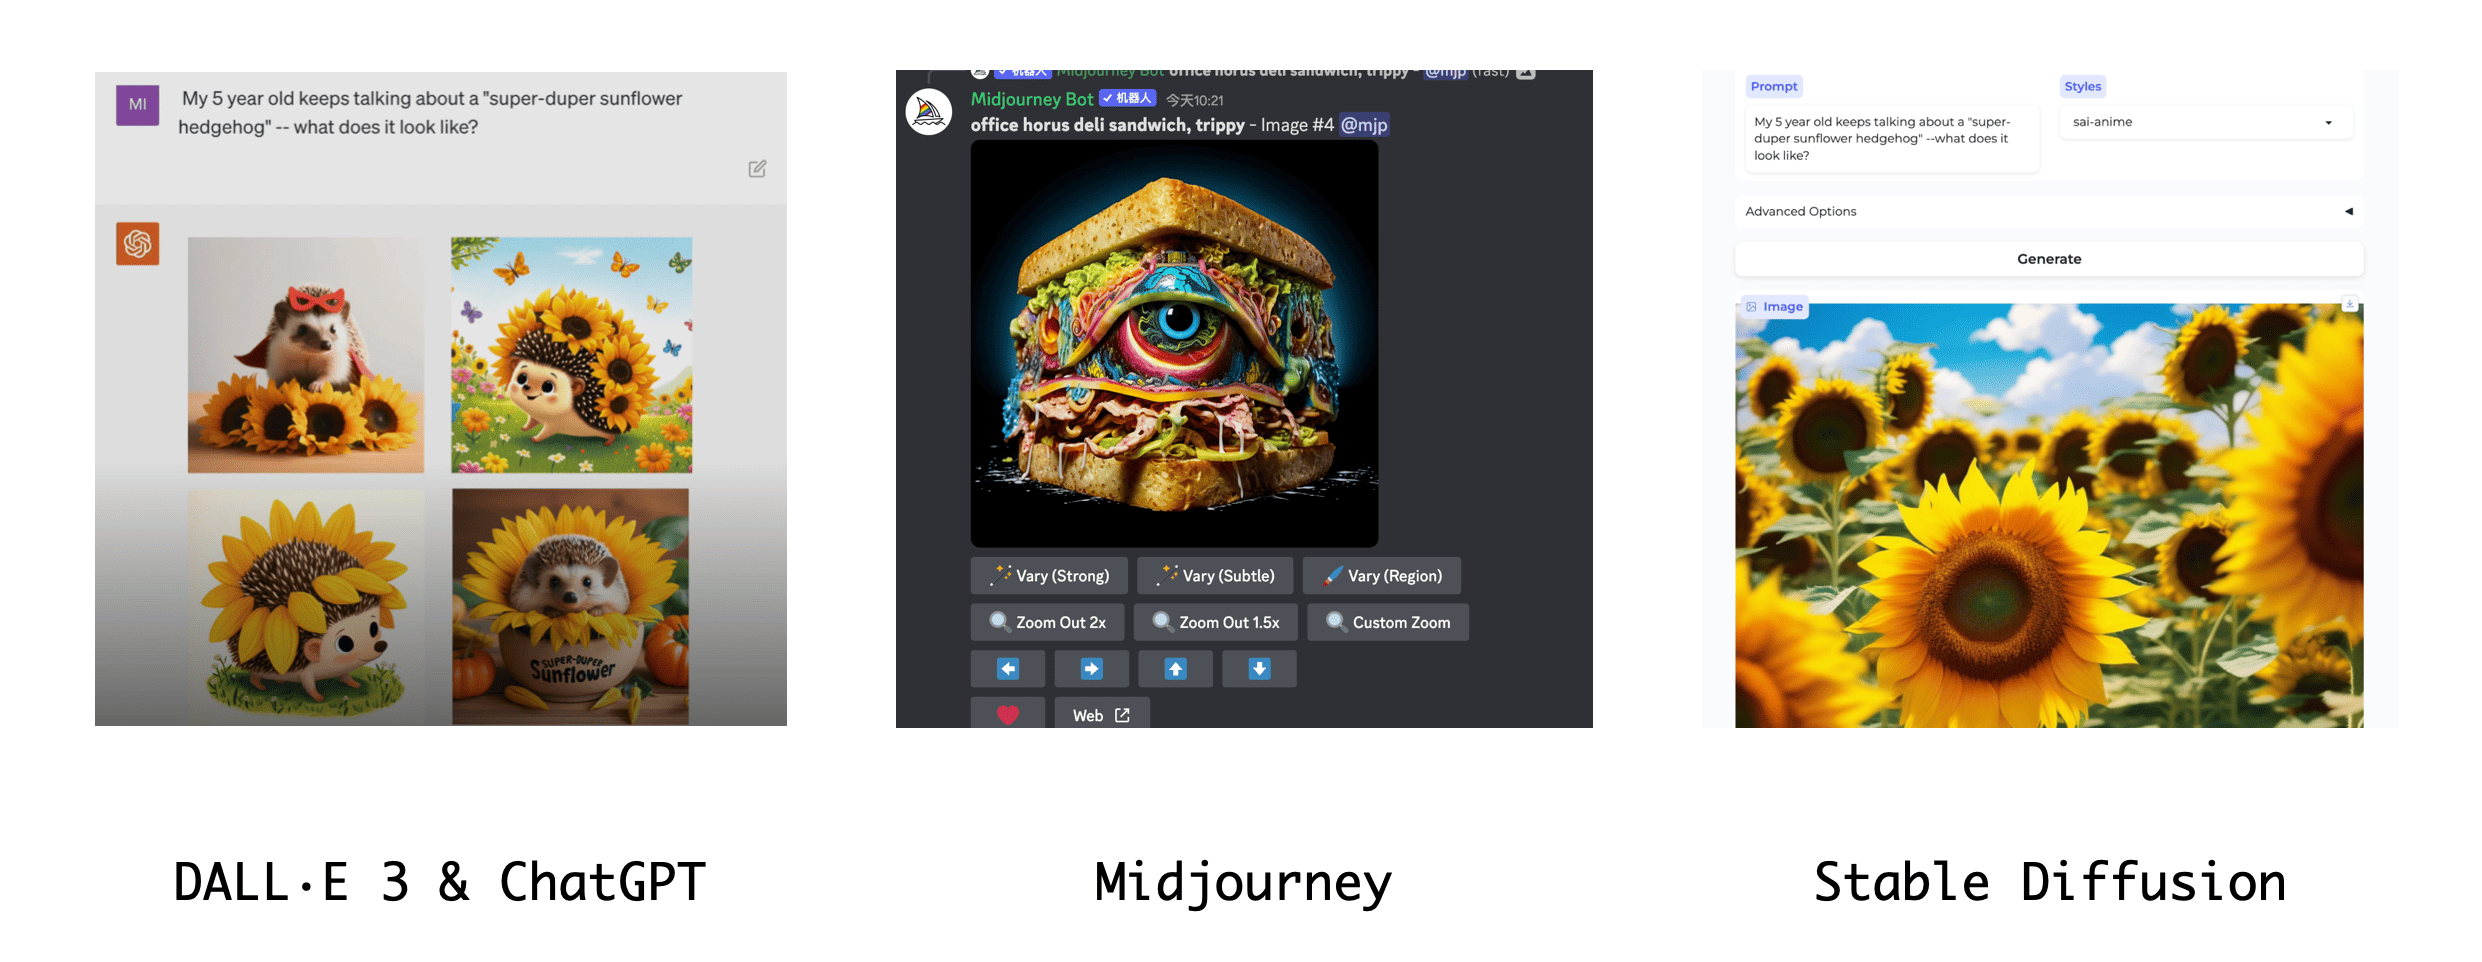 MI
My 5 year old keeps talking about a "super-duper sunflower
hedgehog" -- what does it look like?
SUPER-DUPER
Sunflower
机器人 Midjourney Bot office horus deli sandwich, trippy - @mjp (fast)
Midjourney Bot 机器人 今天10:21
office horus deli sandwich, trippy - Image #4 @mjp
Vary (Strong) Vary (Subtle) Vary (Region)
Zoom Out 2x Zoom Out 1.5x Custom Zoom
Web
Prompt
My 5 year old keeps talking about a "super-
duper sunflower hedgehog" --what does it
look like?
Styles
sai-anime
Advanced Options
Generate
Image
DALL·E 3 & ChatGPT
Midjourney
Stable Diffusion